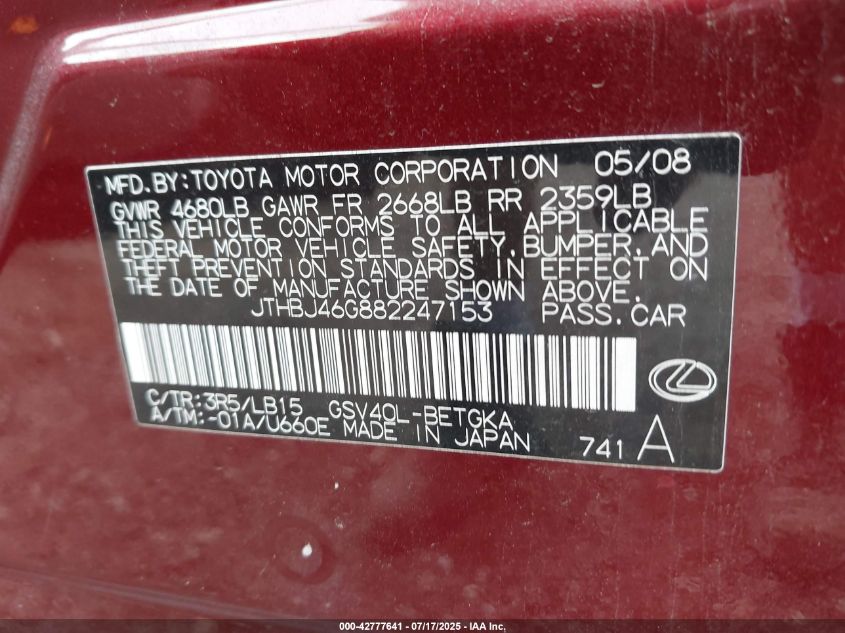 MFD.BY:TOYOTA MOTOR CORPORATION 05/08
GVWR 4680LB GAWR FR 2668LB RR 2359LB
THIS VEHICLE CONFORMS TO ALL APPLICABLE
FEDERAL MOTOR VEHICLE SAFETY,BUMPER,AND
THEFT PREVENTION STANDARDS IN EFFECT ON
THE DATE OF MANUFACTURE SHOWN ABOVE.
JTHBJ46G882247153 PASS.CAR
C/TR:3R5/LB15 GSV40L-BETGKA
A/TM:-01A/U660E MADE IN JAPAN 741 A
000-42777641 - 07/17/2025 - IAA Inc.